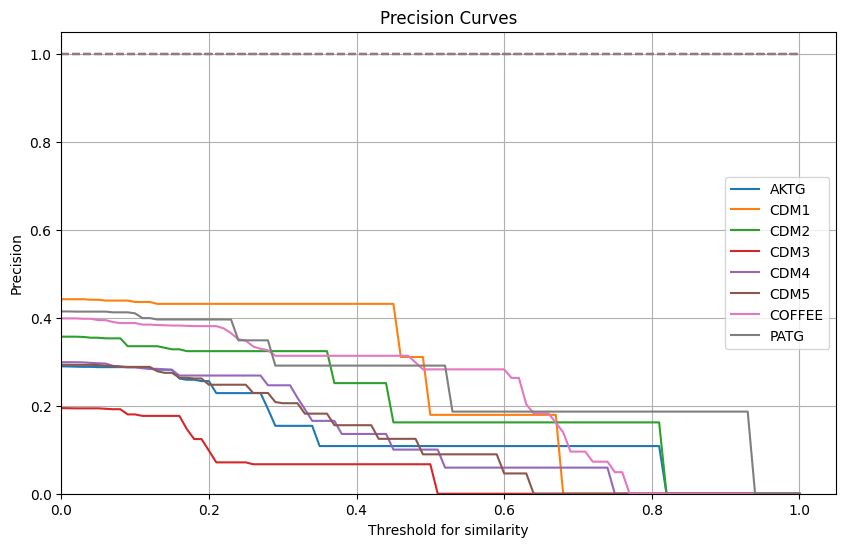 Precision Curves
1.0
0.8
0.6
0.4
0.2
0.0
Precision
0.0 0.2 0.4 0.6 0.8 1.0
Threshold for similarity
AKTG
CDM1
CDM2
CDM3
CDM4
CDM5
COFFEE
PATG